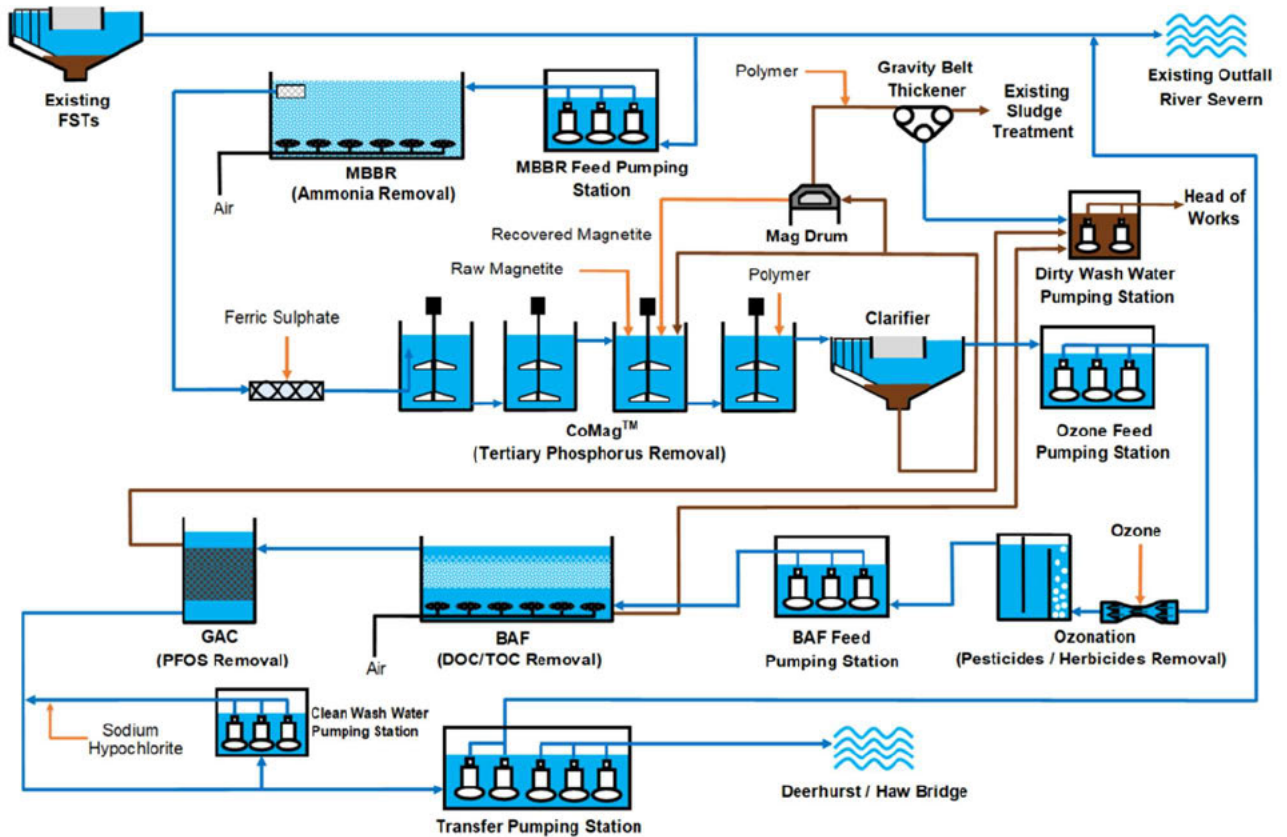 Existing
FSTs
Existing Outfall
River Severn
Polymer
Gravity Belt
Thickener
Existing
Sludge
Treatment
MBBR
(Ammonia Removal)
Air
MBBR Feed Pumping
Station
Mag Drum
Head of
Works
Dirty Wash Water
Pumping Station
Recovered Magnetite
Raw Magnetite
Polymer
Ferric Sulphate
Clarifier
CoMag™
(Tertiary Phosphorus Removal)
Ozone Feed
Pumping Station
Ozone
GAC
(PFOS Removal)
BAF
(DOC/TOC Removal)
Air
BAF Feed
Pumping Station
Ozonation
(Pesticides / Herbicides Removal)
Sodium
Hypochlorite
Clean Wash Water
Pumping Station
Transfer Pumping Station
Deerhurst / Haw Bridge